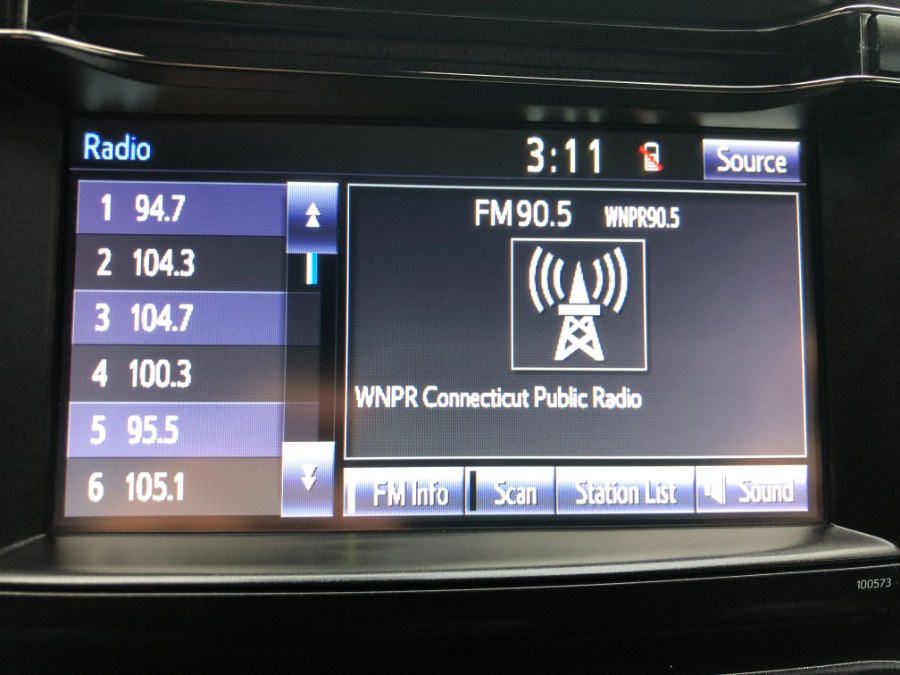 Radio 3:11 Source
1 94.7
2 104.3
3 104.7
4 100.3
5 95.5
6 105.1
FM 90.5 WNPR90.5
WNPR Connecticut Public Radio
FM Info Scan Station List Sound
100573